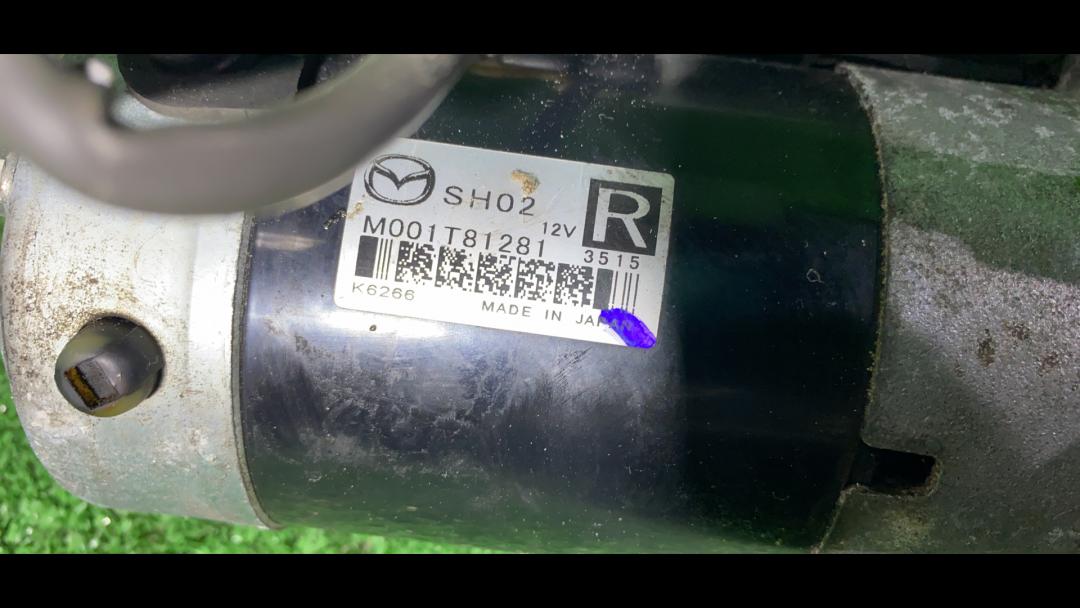 SH02
12V
R
M001T81281
3515
K6266
MADE IN JAPAN